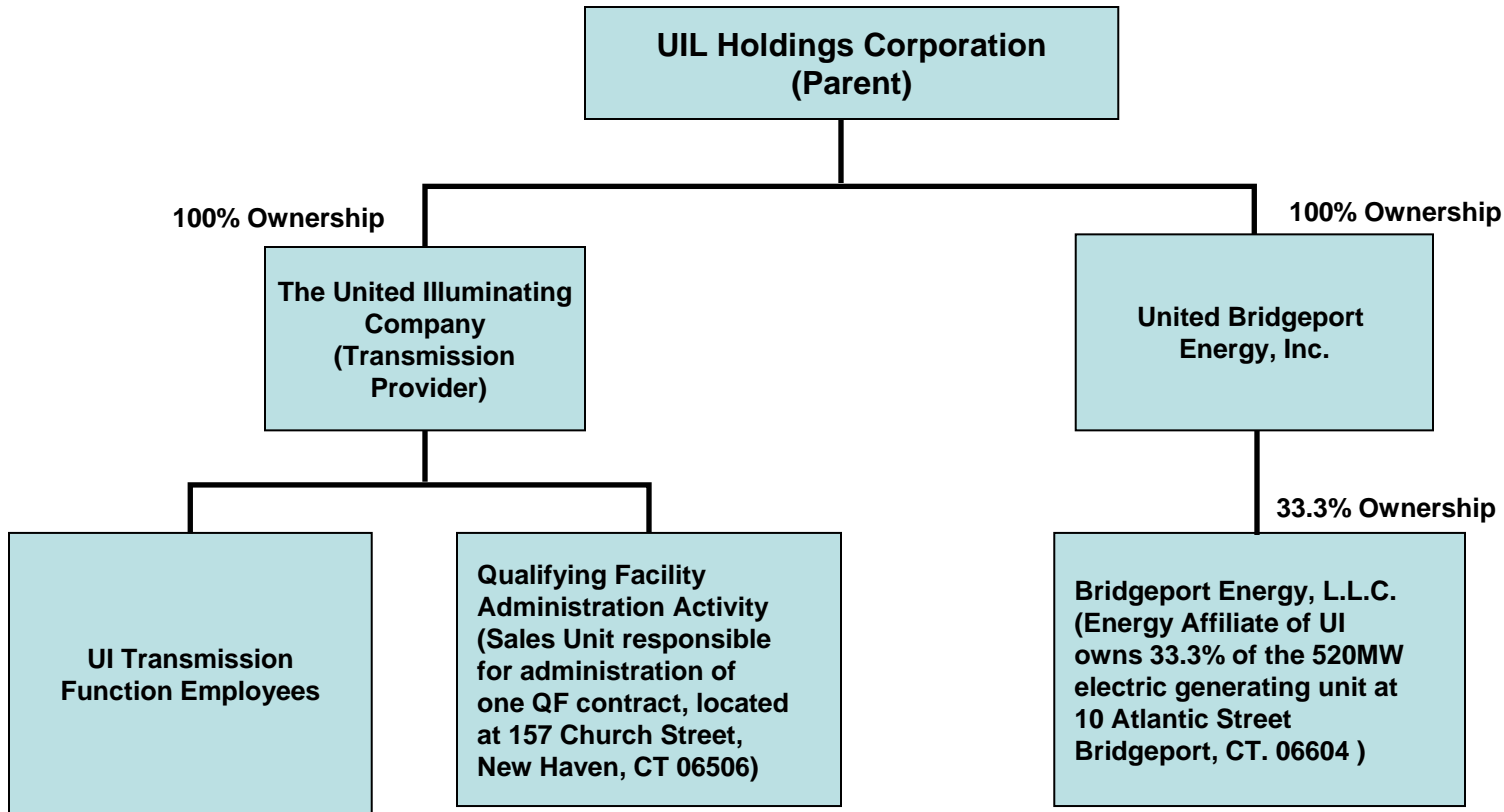 UIL Holdings Corporation
(Parent)
100% Ownership
100% Ownership
The United Illuminating
Company
(Transmission
Provider)
United Bridgeport
Energy, Inc.
33.3% Ownership
UI Transmission
Function Employees
Qualifying Facility
Administration Activity
(Sales Unit responsible
for administration of
one QF contract, located
at 157 Church Street,
New Haven, CT 06506)
Bridgeport Energy, L.L.C.
(Energy Affiliate of UI
owns 33.3% of the 520MW
electric generating unit at
10 Atlantic Street
Bridgeport, CT. 06604 )